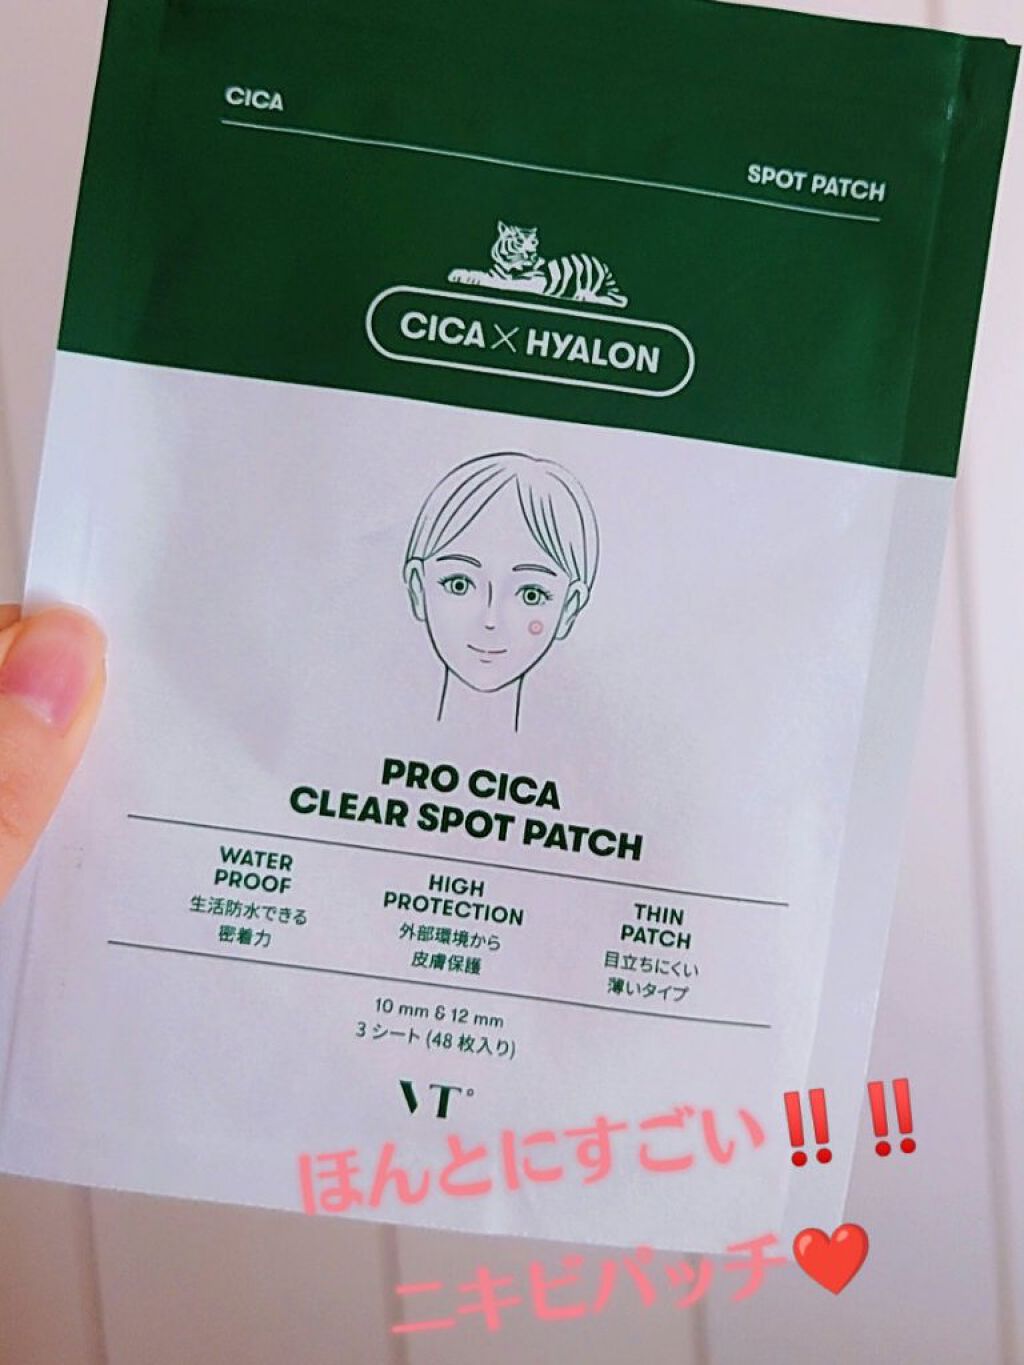 CICA
SPOT PATCH
CICA×HYALON
PRO CICA
CLEAR SPOT PATCH
WATER
PROOF
生活防水できる
密着力
HIGH
PROTECTION
外部環境から
皮膚保護
THIN
PATCH
目立ちにくい
薄いタイプ
10 mm & 12 mm
3 シート (48 枚入り)
VT°
ほんとにすごい‼️‼️
ニキビパッチ❤️